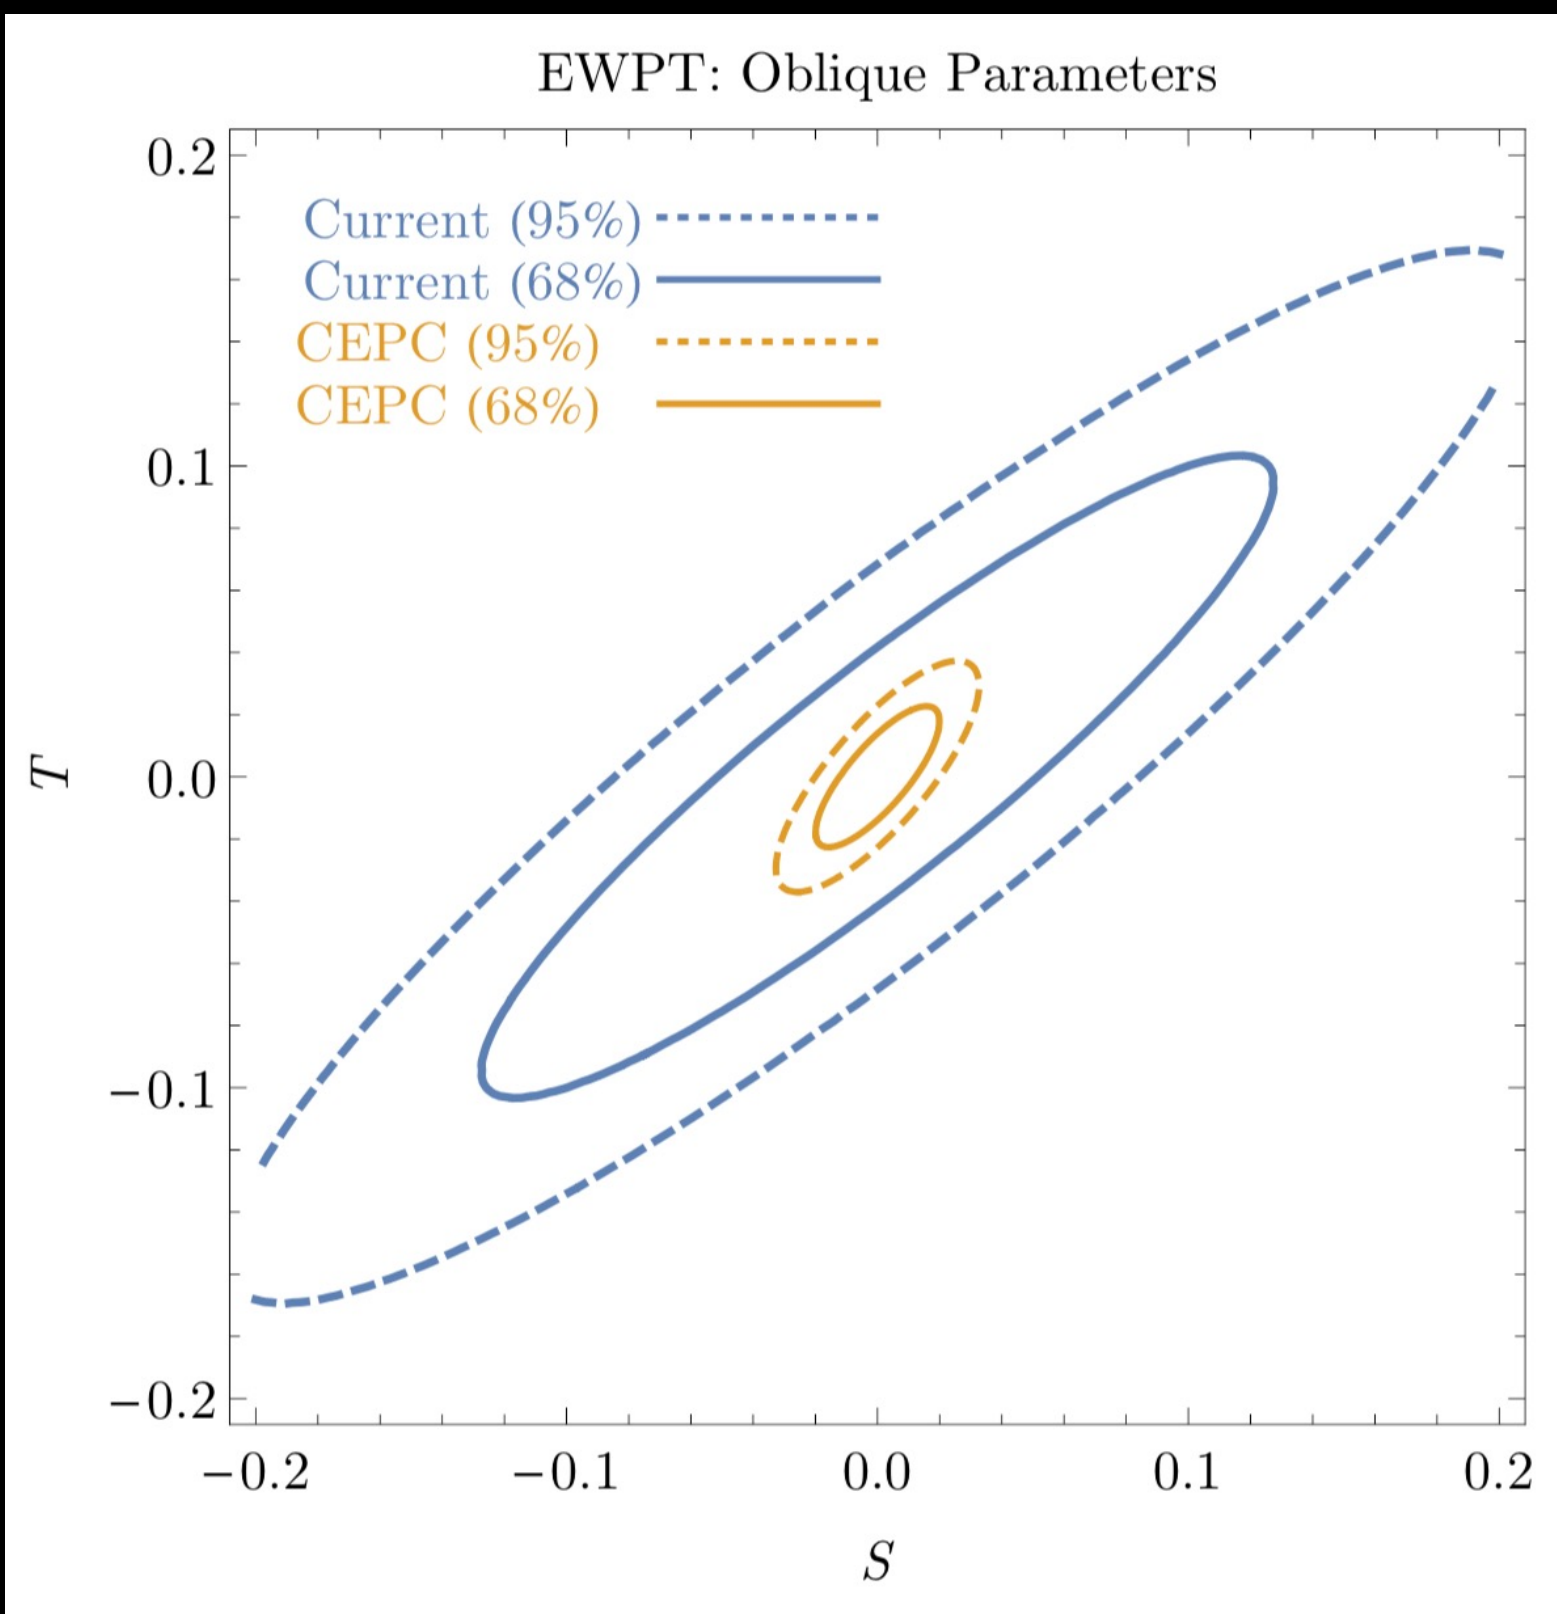 EWPT: Oblique Parameters
Current (95%)
Current (68%)
CEPC (95%)
CEPC (68%)
0.2
0.1
0.0
−0.1
−0.2
T
−0.2 −0.1 0.0 0.1 0.2
S